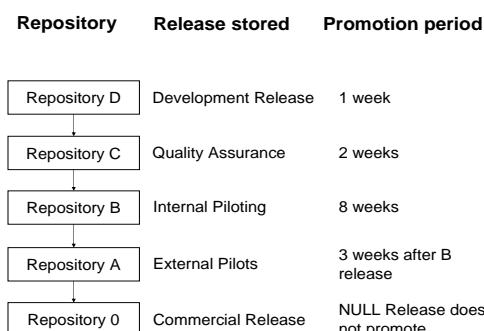 Repository Release stored Promotion period
Repository D Development Release 1 week
Repository C Quality Assurance 2 weeks
Repository B Internal Piloting 8 weeks
Repository A External Pilots 3 weeks after B
release
Repository 0 Commercial Release NULL Release does
not promote